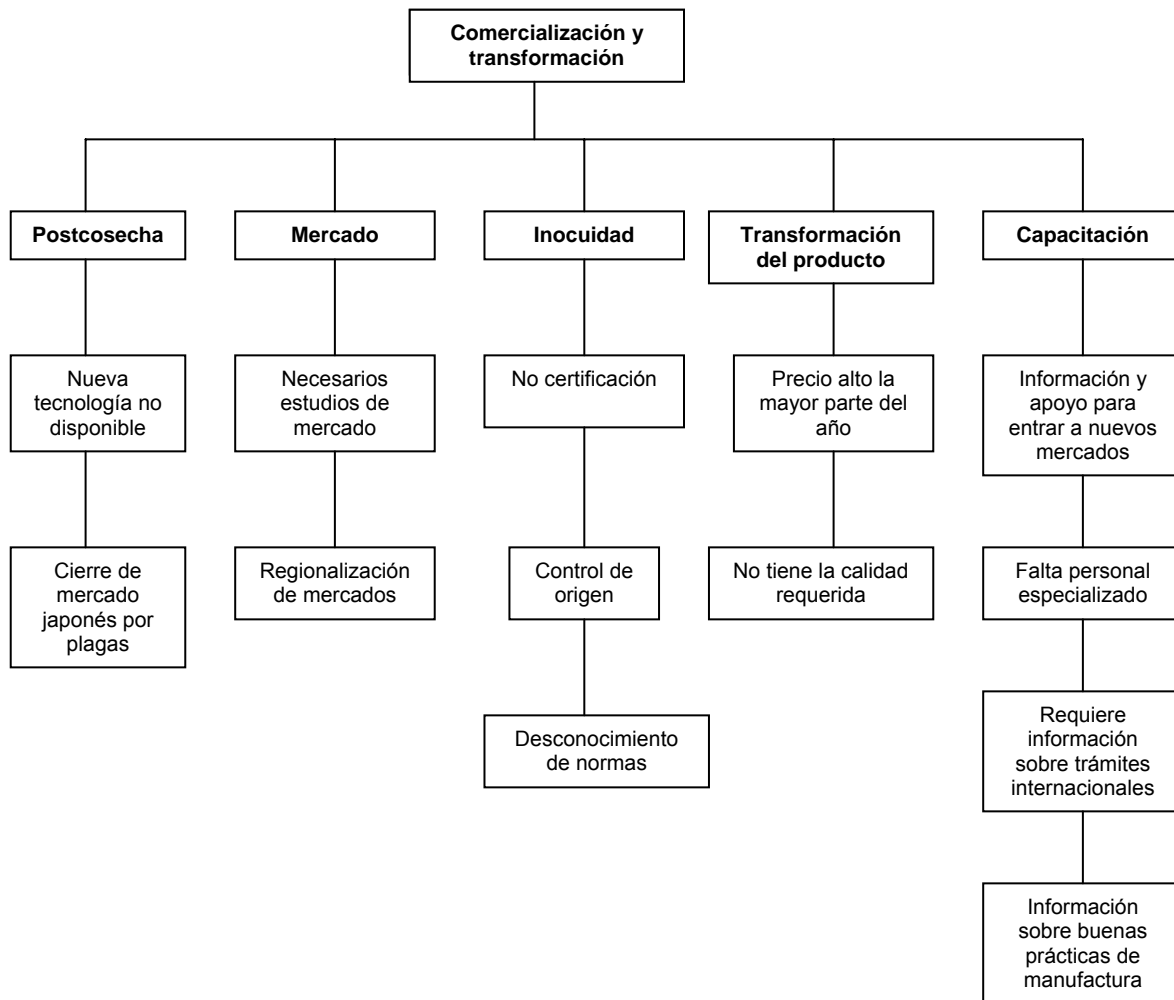 Comercialización y
transformación
Postcosecha
Mercado
Inocuidad
Transformación
del producto
Capacitación
Nueva
tecnología no
disponible
Necesarios
estudios de
mercado
No certificación
Precio alto la
mayor parte del
año
Información y
apoyo para
entrar a nuevos
mercados
Cierre de
mercado
japonés por
plagas
Regionalización
de mercados
Control de
origen
No tiene la calidad
requerida
Falta personal
especializado
Desconocimiento
de normas
Requiere
información
sobre trámites
internacionales
Información
sobre buenas
prácticas de
manufactura